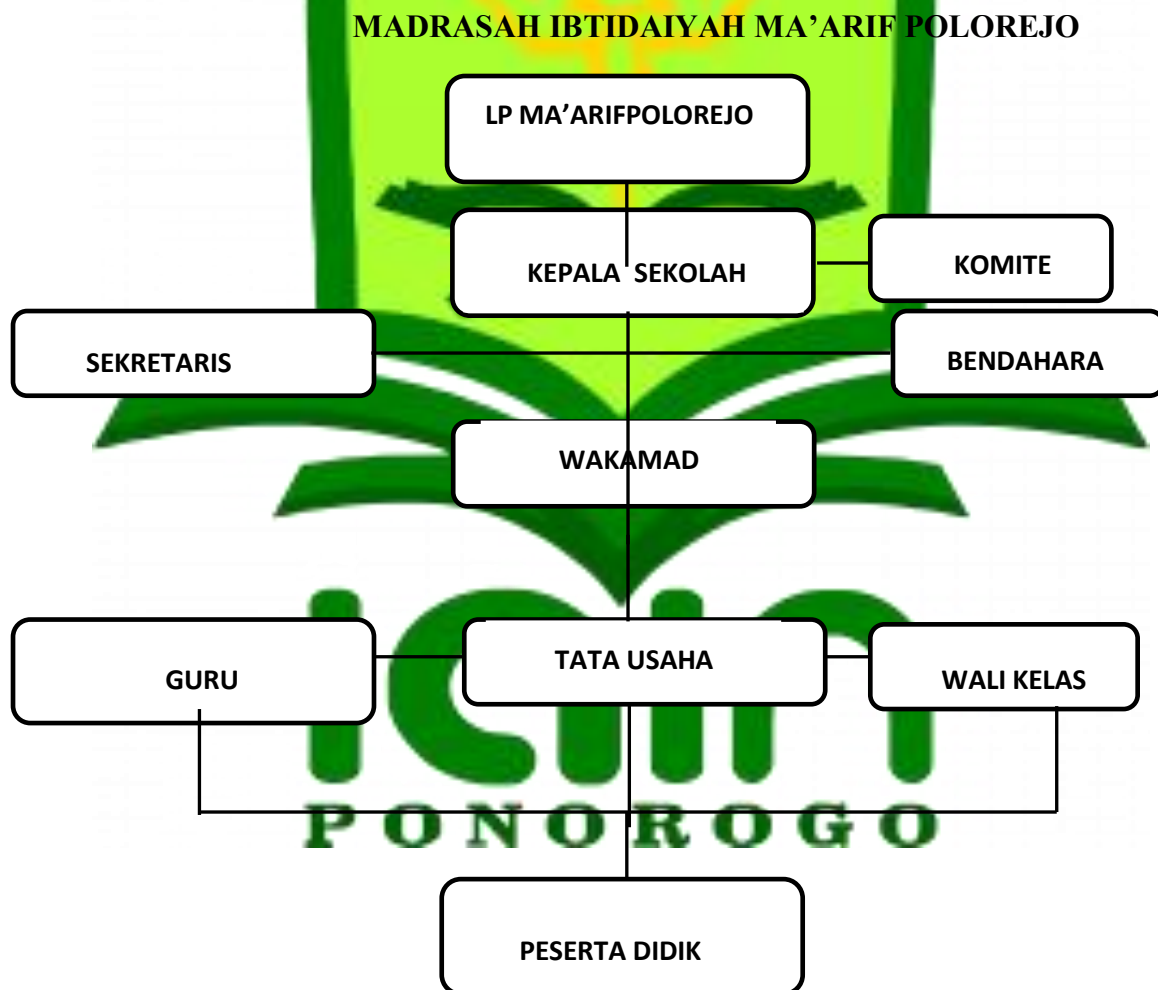 MADRASAH IBTIDAIYAH MA’ARIF POLOREJO
LP MA’ARIFPOLOREJO
KEPALA SEKOLAH
KOMITE
SEKRETARIS
BENDAHARA
WAKAMAD
GURU
TATA USAHA
WALI KELAS
iain
PONOROGO
PESERTA DIDIK